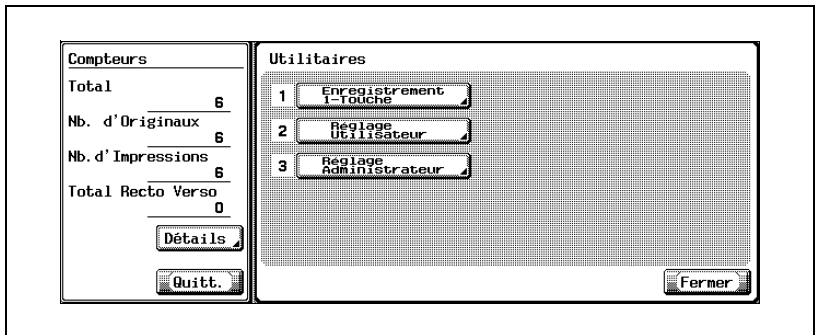 Compteurs
Total
6
Nb. d'Originaux
6
Nb.d'Impressions
6
Total Recto Verso
0
Détails
Quitt.
Utilitaires
1 Enregistrement
1-Touche
2 Réglage
Utilisateur
3 Réglage
Administrateur
Fermer